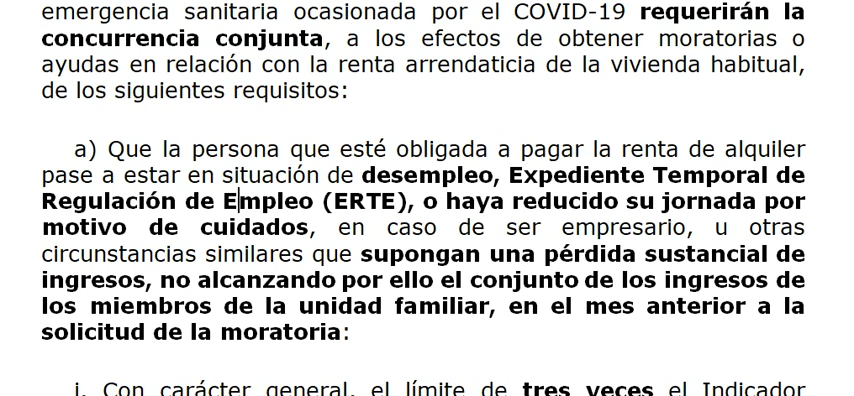 emergencia sanitaria ocasionada por el COVID-19 requerirán la
concurrencia conjunta, a los efectos de obtener moratorias o
ayudas en relación con la renta arrendaticia de la vivienda habitual,
de los siguientes requisitos:
a) Que la persona que esté obligada a pagar la renta de alquiler
pase a estar en situación de desempleo, Expediente Temporal de
Regulación de Empleo (ERTE), o haya reducido su jornada por
motivo de cuidados, en caso de ser empresario, u otras
circunstancias similares que supongan una pérdida sustancial de
ingresos, no alcanzando por ello el conjunto de los ingresos de
los miembros de la unidad familiar, en el mes anterior a la
solicitud de la moratoria:
i. Con carácter general, el límite de tres veces el Indicador